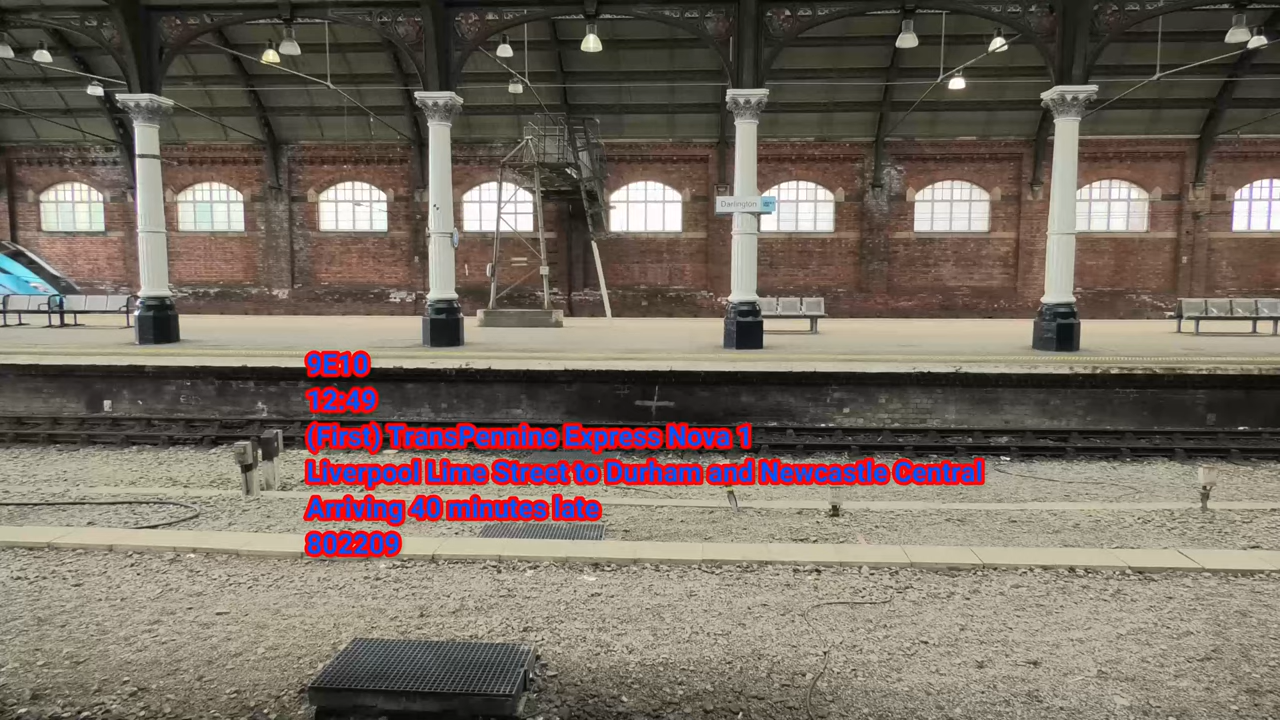 Darlington
9E10
12:49
(First) TransPennine Express Nova 1
Liverpool Lime Street to Durham and Newcastle Central
Arriving 40 minutes late
802209